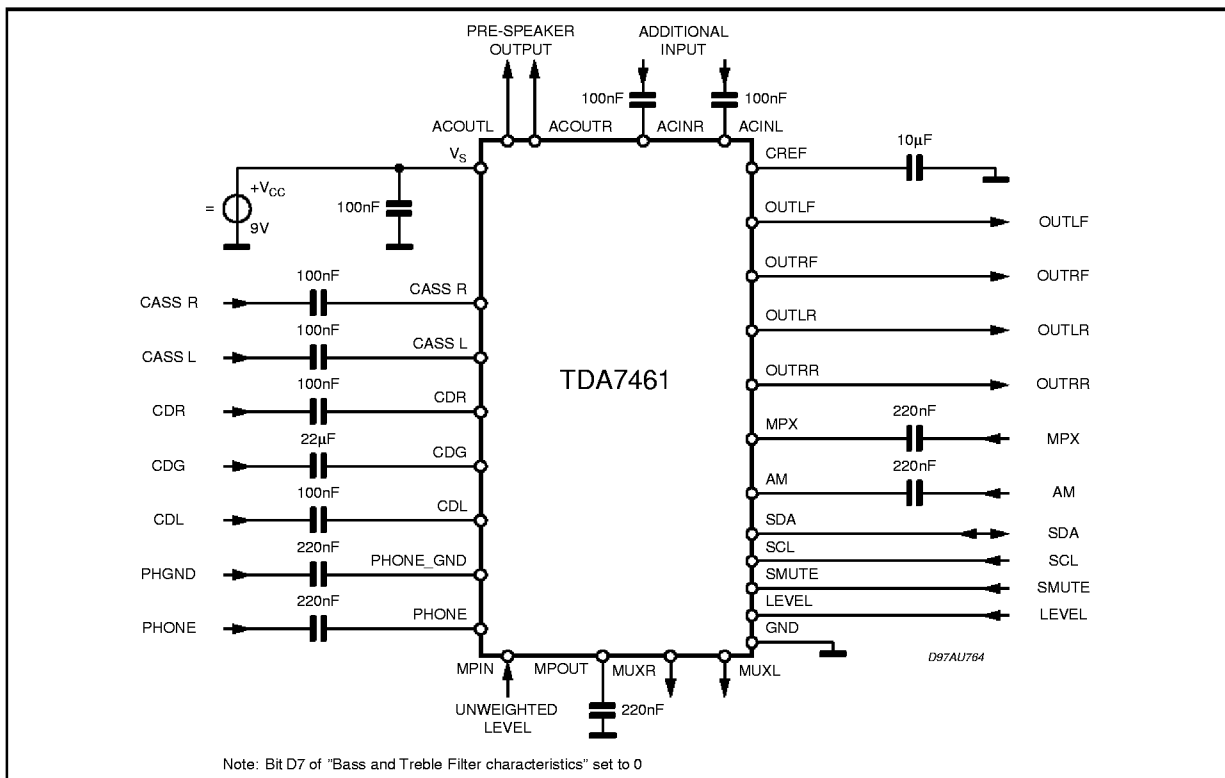 PRE-SPEAKER OUTPUT
ADDITIONAL INPUT
100nF
100nF
ACOUTL
ACOUTR
ACINR
ACINL
VS
+VCC
=
9V
100nF
CREF
10µF
OUTLF
OUTLF
OUTRF
OUTRF
OUTLR
OUTLR
OUTRR
OUTRR
TDA7461
CASS R
100nF
CASS R
CASS L
100nF
CASS L
CDR
100nF
CDR
CDG
22µF
CDG
CDL
100nF
CDL
PHGND
220nF
PHONE_GND
PHONE
220nF
PHONE
MPX
220nF
MPX
AM
220nF
AM
SDA
SDA
SCL
SCL
SMUTE
SMUTE
LEVEL
LEVEL
GND
D97AU764
MPIN
MPOUT
MUXR
MUXL
UNWEIGHTED LEVEL
220nF
Note: Bit D7 of "Bass and Treble Filter characteristics" set to 0